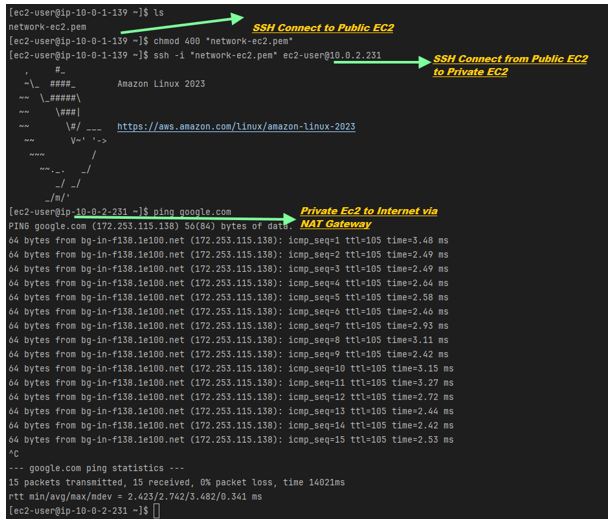 [ec2-user@ip-10-0-1-139 ~]$ ls
network-ec2.pem
SSH Connect to Public EC2
[ec2-user@ip-10-0-1-139 ~]$ chmod 400 "network-ec2.pem"
[ec2-user@ip-10-0-1-139 ~]$ ssh -i "network-ec2.pem" ec2-user@10.0.2.231
SSH Connect from Public EC2
to Private EC2
   ,     #_
   ~\_  ####_        Amazon Linux 2023
  ~~  \_#####\
  ~~     \###|
  ~~       \#/ ___   https://aws.amazon.com/linux/amazon-linux-2023
   ~~       V~' '->
    ~~~         /
      ~~._.   _/
         _/ _/
       _/m/'
[ec2-user@ip-10-0-2-231 ~]$ ping google.com
Private Ec2 to Internet via
NAT Gateway
PING google.com (172.253.115.138) 56(84) bytes of data.
64 bytes from bg-in-f138.1e100.net (172.253.115.138): icmp_seq=1 ttl=105 time=3.48 ms
64 bytes from bg-in-f138.1e100.net (172.253.115.138): icmp_seq=2 ttl=105 time=2.49 ms
64 bytes from bg-in-f138.1e100.net (172.253.115.138): icmp_seq=3 ttl=105 time=2.49 ms
64 bytes from bg-in-f138.1e100.net (172.253.115.138): icmp_seq=4 ttl=105 time=2.64 ms
64 bytes from bg-in-f138.1e100.net (172.253.115.138): icmp_seq=5 ttl=105 time=2.58 ms
64 bytes from bg-in-f138.1e100.net (172.253.115.138): icmp_seq=6 ttl=105 time=2.46 ms
64 bytes from bg-in-f138.1e100.net (172.253.115.138): icmp_seq=7 ttl=105 time=2.93 ms
64 bytes from bg-in-f138.1e100.net (172.253.115.138): icmp_seq=8 ttl=105 time=3.11 ms
64 bytes from bg-in-f138.1e100.net (172.253.115.138): icmp_seq=9 ttl=105 time=2.42 ms
64 bytes from bg-in-f138.1e100.net (172.253.115.138): icmp_seq=10 ttl=105 time=3.15 ms
64 bytes from bg-in-f138.1e100.net (172.253.115.138): icmp_seq=11 ttl=105 time=3.27 ms
64 bytes from bg-in-f138.1e100.net (172.253.115.138): icmp_seq=12 ttl=105 time=2.72 ms
64 bytes from bg-in-f138.1e100.net (172.253.115.138): icmp_seq=13 ttl=105 time=2.44 ms
64 bytes from bg-in-f138.1e100.net (172.253.115.138): icmp_seq=14 ttl=105 time=2.42 ms
64 bytes from bg-in-f138.1e100.net (172.253.115.138): icmp_seq=15 ttl=105 time=2.53 ms
^C
--- google.com ping statistics ---
15 packets transmitted, 15 received, 0% packet loss, time 14021ms
rtt min/avg/max/mdev = 2.423/2.742/3.482/0.341 ms
[ec2-user@ip-10-0-2-231 ~]$